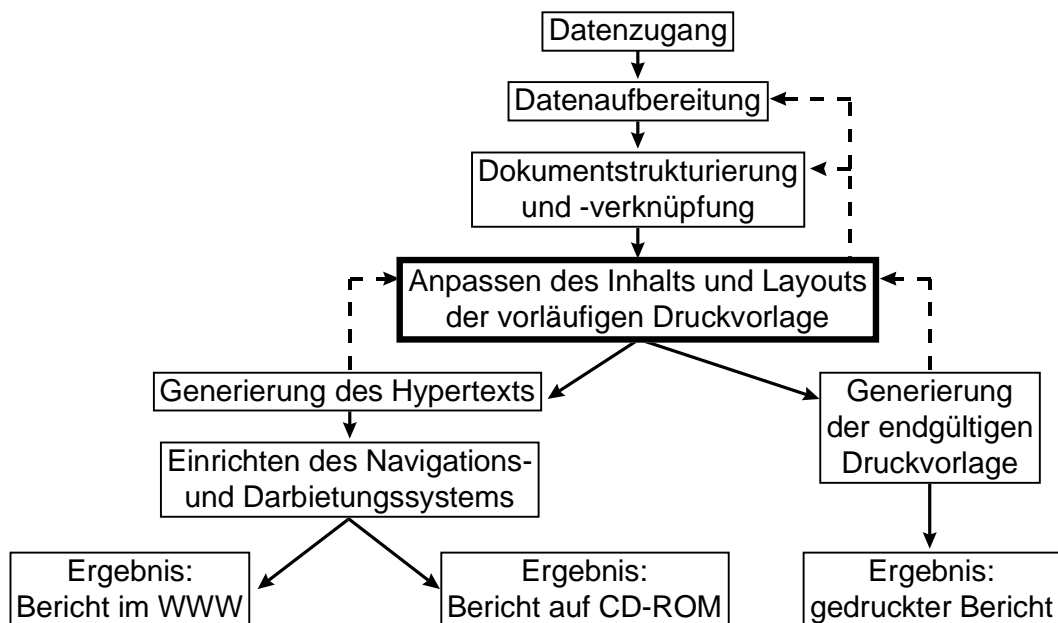 Datenzugang
Datenaufbereitung
Dokumentstrukturierung
und -verknüpfung
Anpassen des Inhalts und Layouts
der vorläufigen Druckvorlage
Generierung des Hypertexts
Einrichten des Navigations-
und Darbietungssystems
Generierung
der endgültigen
Druckvorlage
Ergebnis:
Bericht im WWW
Ergebnis:
Bericht auf CD-ROM
Ergebnis:
gedruckter Bericht